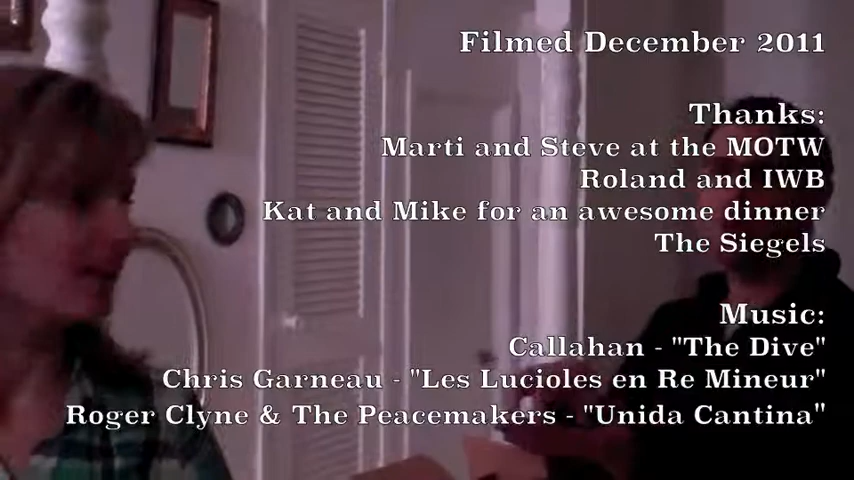 Filmed December 2011
Thanks:
Marti and Steve at the MOTW
Roland and IWB
Kat and Mike for an awesome dinner
The Siegels
Music:
Callahan - "The Dive"
Chris Garneau - "Les Lucioles en Re Mineur"
Roger Clyne & The Peacemakers - "Unida Cantina"